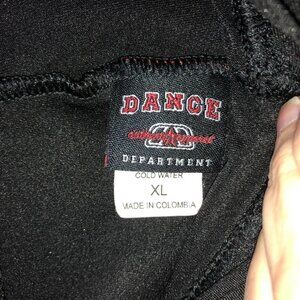 DANCE
DEPARTMENT
COLD WATER
XL
MADE IN COLOMBIA